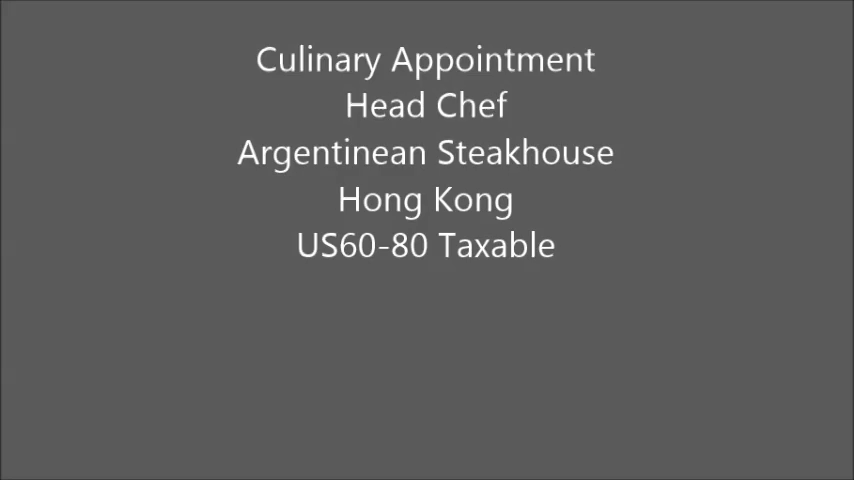 Culinary Appointment
Head Chef
Argentinean Steakhouse
Hong Kong
US60-80 Taxable